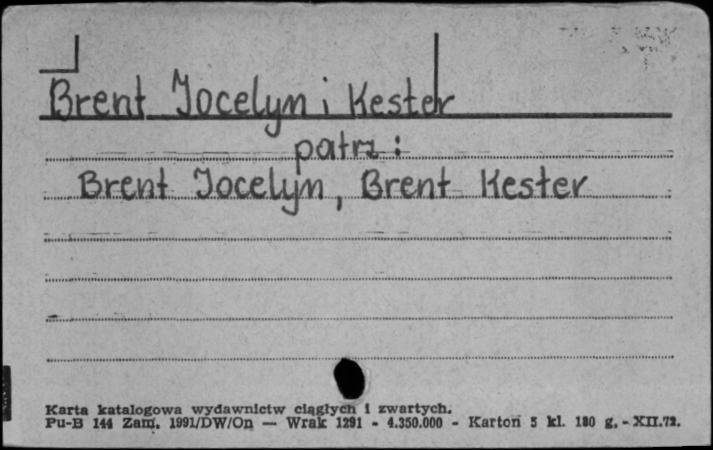 Brent Jocelyn i Kester
patrz:
Brent Jocelyn, Brent Kester
Karta katalogowa wydawnictw ciągłych i zwartych.
Pu-B 144 Zam. 1991/DW/On — Wrak 1291 - 4.350.000 - Karton 5 kl. 180 g. - XII.72.